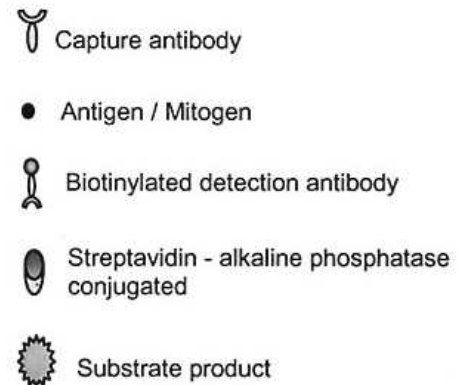 Capture antibody
Antigen / Mitogen
Biotinylated detection antibody
Streptavidin - alkaline phosphatase
conjugated
Substrate product